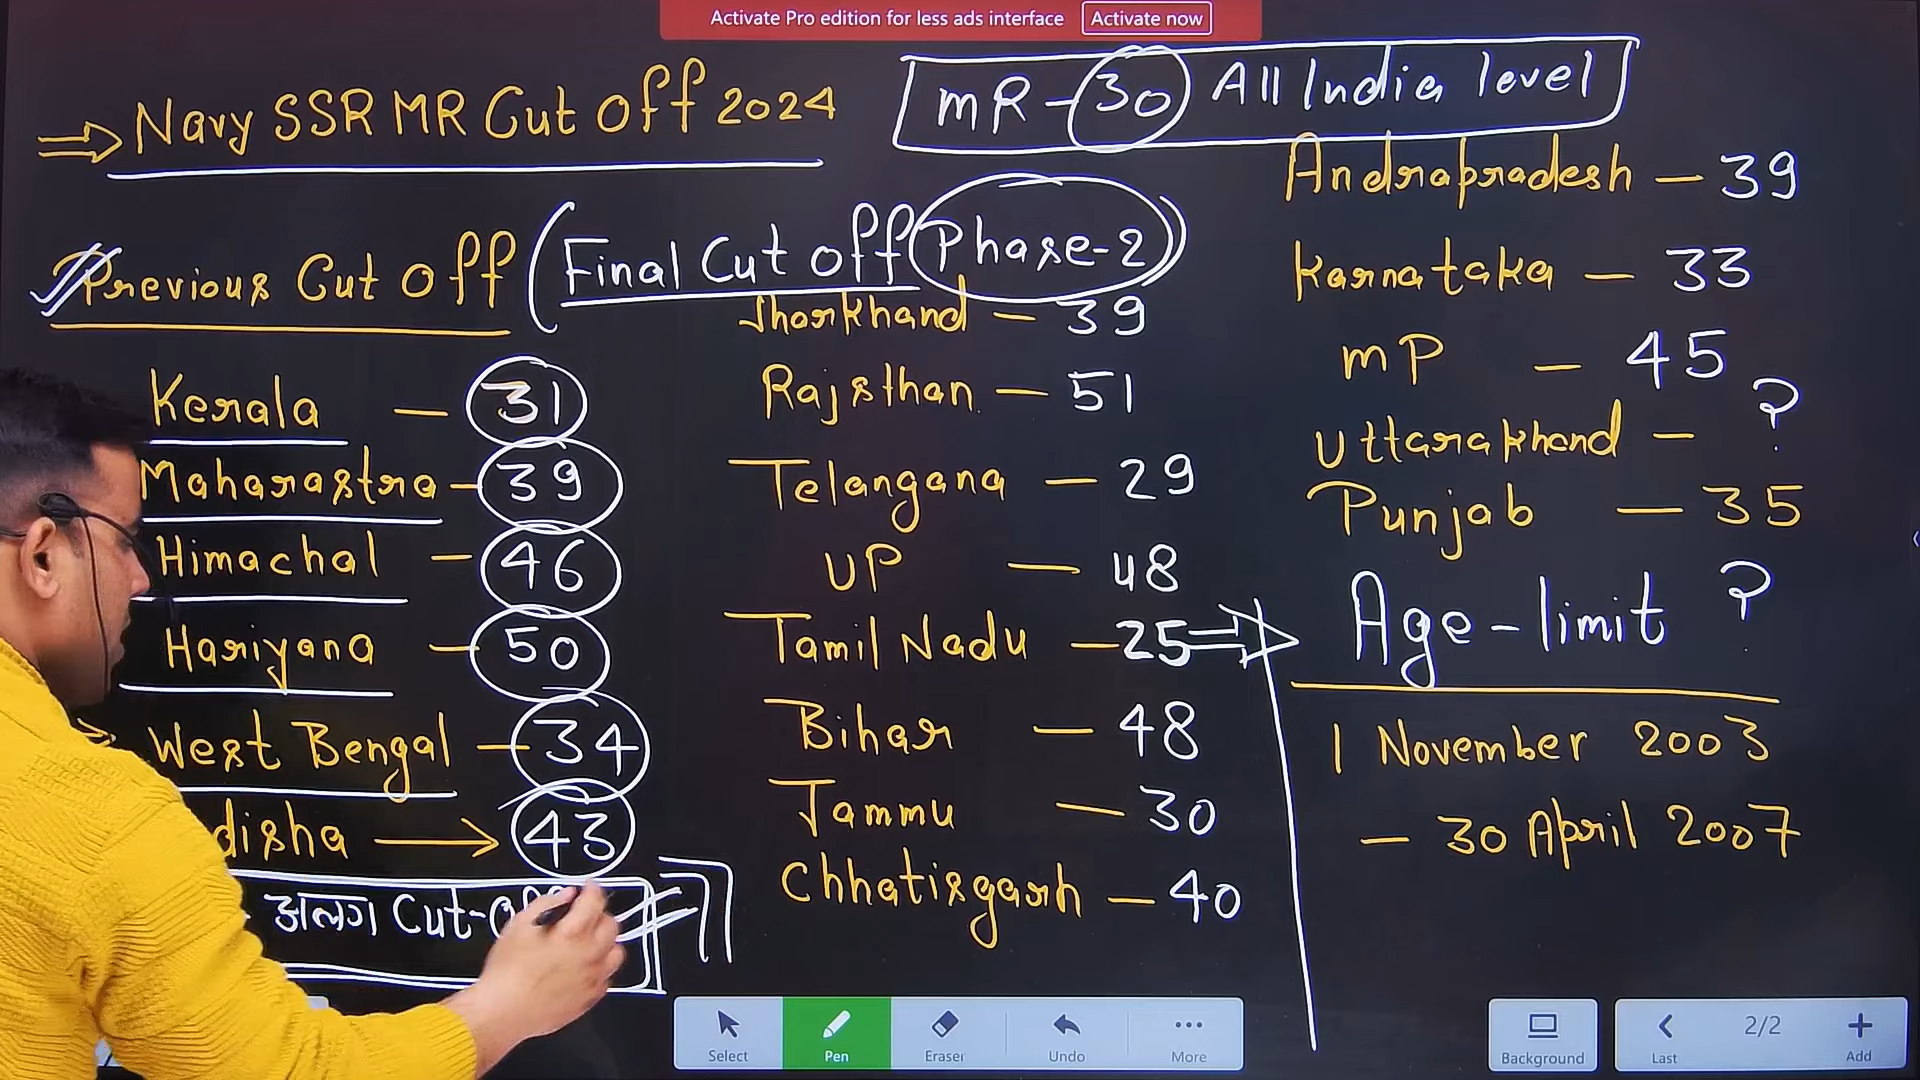 Activate Pro edition for less ads interface Activate now
Navy SSR MR Cut off 2024
MR - 30 All India level
Previous Cut off (Final Cut off Phase-2)
Kerala - 31
Maharastra - 39
Himachal - 46
Hariyana - 50
West Bengal - 34
disha → 43
अलग Cut-off
Jharkhand - 39
Rajsthan - 51
Telangana - 29
UP - 48
Tamil Nadu - 25
Bihar - 48
Jammu - 30
Chhatisgarh - 40
Andrapradesh - 39
Karnataka - 33
MP - 45
Uttarakhand - ?
Punjab - 35
Age-limit ?
1 November 2003
- 30 April 2007
Select Pen Eraser Undo More
Background Last 2/2 Add